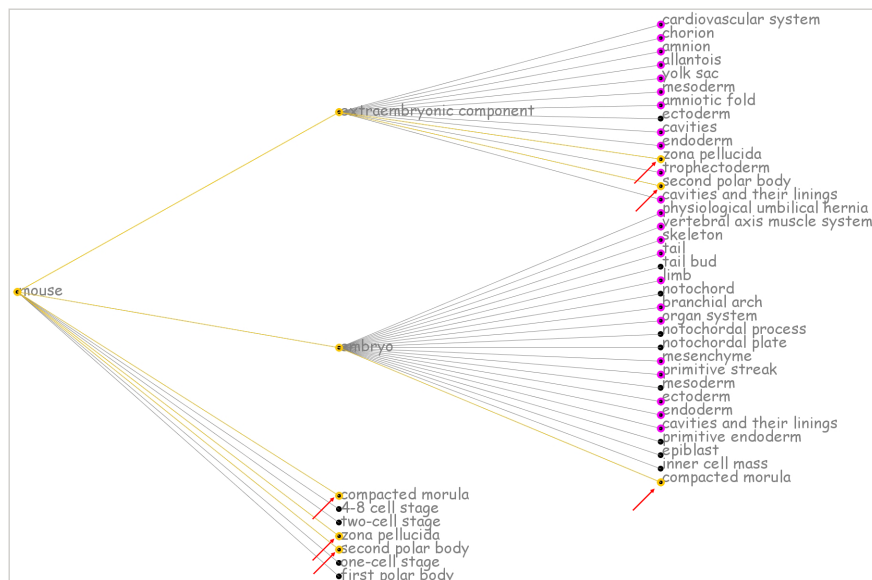 cardiovascular system
chorion
amnion
allantois
yolk sac
mesoderm
amniotic fold
extraembryonic component
ectoderm
cavities
endoderm
zona pellucida
trophectoderm
second polar body
cavities and their linings
physiological umbilical hernia
vertebral axis muscle system
skeleton
tail
tail bud
limb
mouse
notochord
branchial arch
organ system
notochordal process
notochordal plate
embryo
mesenchyme
primitive streak
mesoderm
ectoderm
endoderm
cavities and their linings
primitive endoderm
epiblast
inner cell mass
compacted morula
compacted morula
4-8 cell stage
two-cell stage
zona pellucida
second polar body
one-cell stage
first polar body